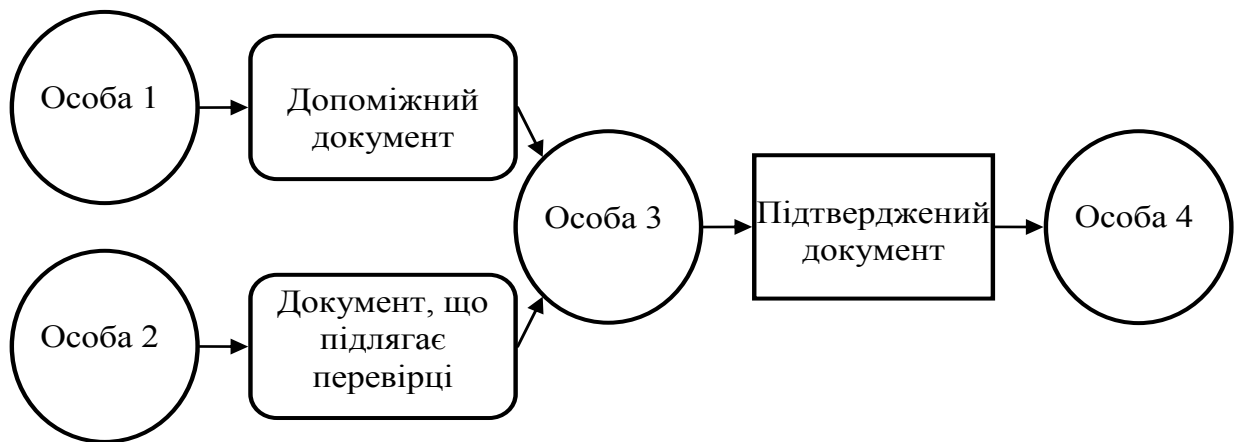 Особа 1
Допоміжний
документ
Особа 3
Підтверджений
документ
Особа 4
Особа 2
Документ, що
підлягає
перевірці